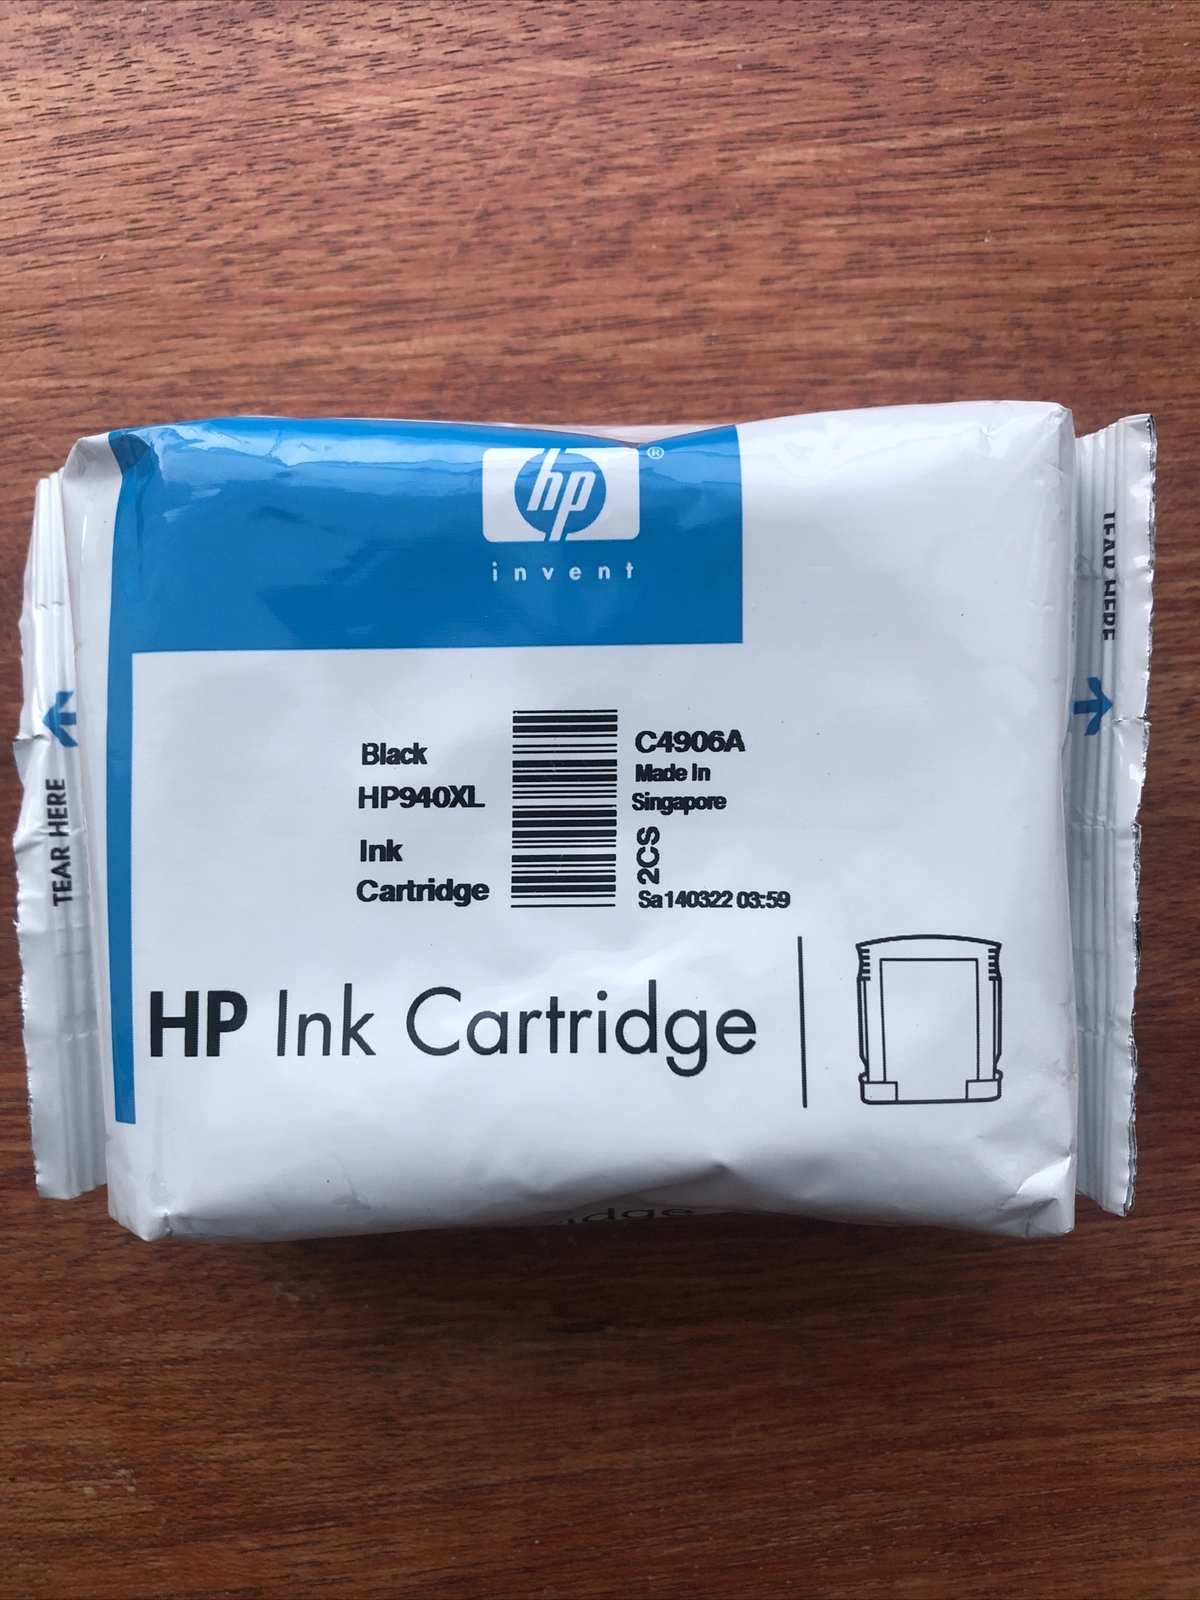 hp®
invent
Black
HP940XL
Ink
Cartridge
C4906A
Made In
Singapore
2CS
Sa140322 03:59
HP Ink Cartridge
TEAR HERE
TEAR HERE